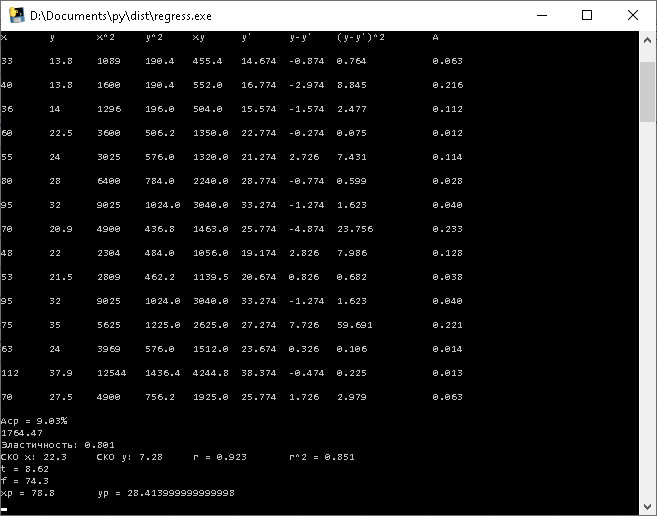 D:\Documents\py\dist\regress.exe
x y x^2 y^2 xy y' y-y' (y-y')^2 A
33 13.8 1089 190.4 455.4 14.674 -0.874 0.764 0.063
40 13.8 1600 190.4 552.0 16.774 -2.974 8.845 0.216
36 14 1296 196.0 504.0 15.574 -1.574 2.477 0.112
60 22.5 3600 506.2 1350.0 22.774 -0.274 0.075 0.012
55 24 3025 576.0 1320.0 21.274 2.726 7.431 0.114
80 28 6400 784.0 2240.0 28.774 -0.774 0.599 0.028
95 32 9025 1024.0 3040.0 33.274 -1.274 1.623 0.040
70 20.9 4900 436.8 1463.0 25.774 -4.874 23.756 0.233
48 22 2304 484.0 1056.0 19.174 2.826 7.986 0.128
53 21.5 2809 462.2 1139.5 20.674 0.826 0.682 0.038
95 32 9025 1024.0 3040.0 33.274 -1.274 1.623 0.040
75 35 5625 1225.0 2625.0 27.274 7.726 59.691 0.221
63 24 3969 576.0 1512.0 23.674 0.326 0.106 0.014
112 37.9 12544 1436.4 4244.8 38.374 -0.474 0.225 0.013
70 27.5 4900 756.2 1925.0 25.774 1.726 2.979 0.063
Aср = 9.03%
1764.47
Эластичность: 0.801
СКО x: 22.3 СКО y: 7.28 r = 0.923 r^2 = 0.851
t = 8.62
f = 74.3
xp = 78.8 yp = 28.413999999999998